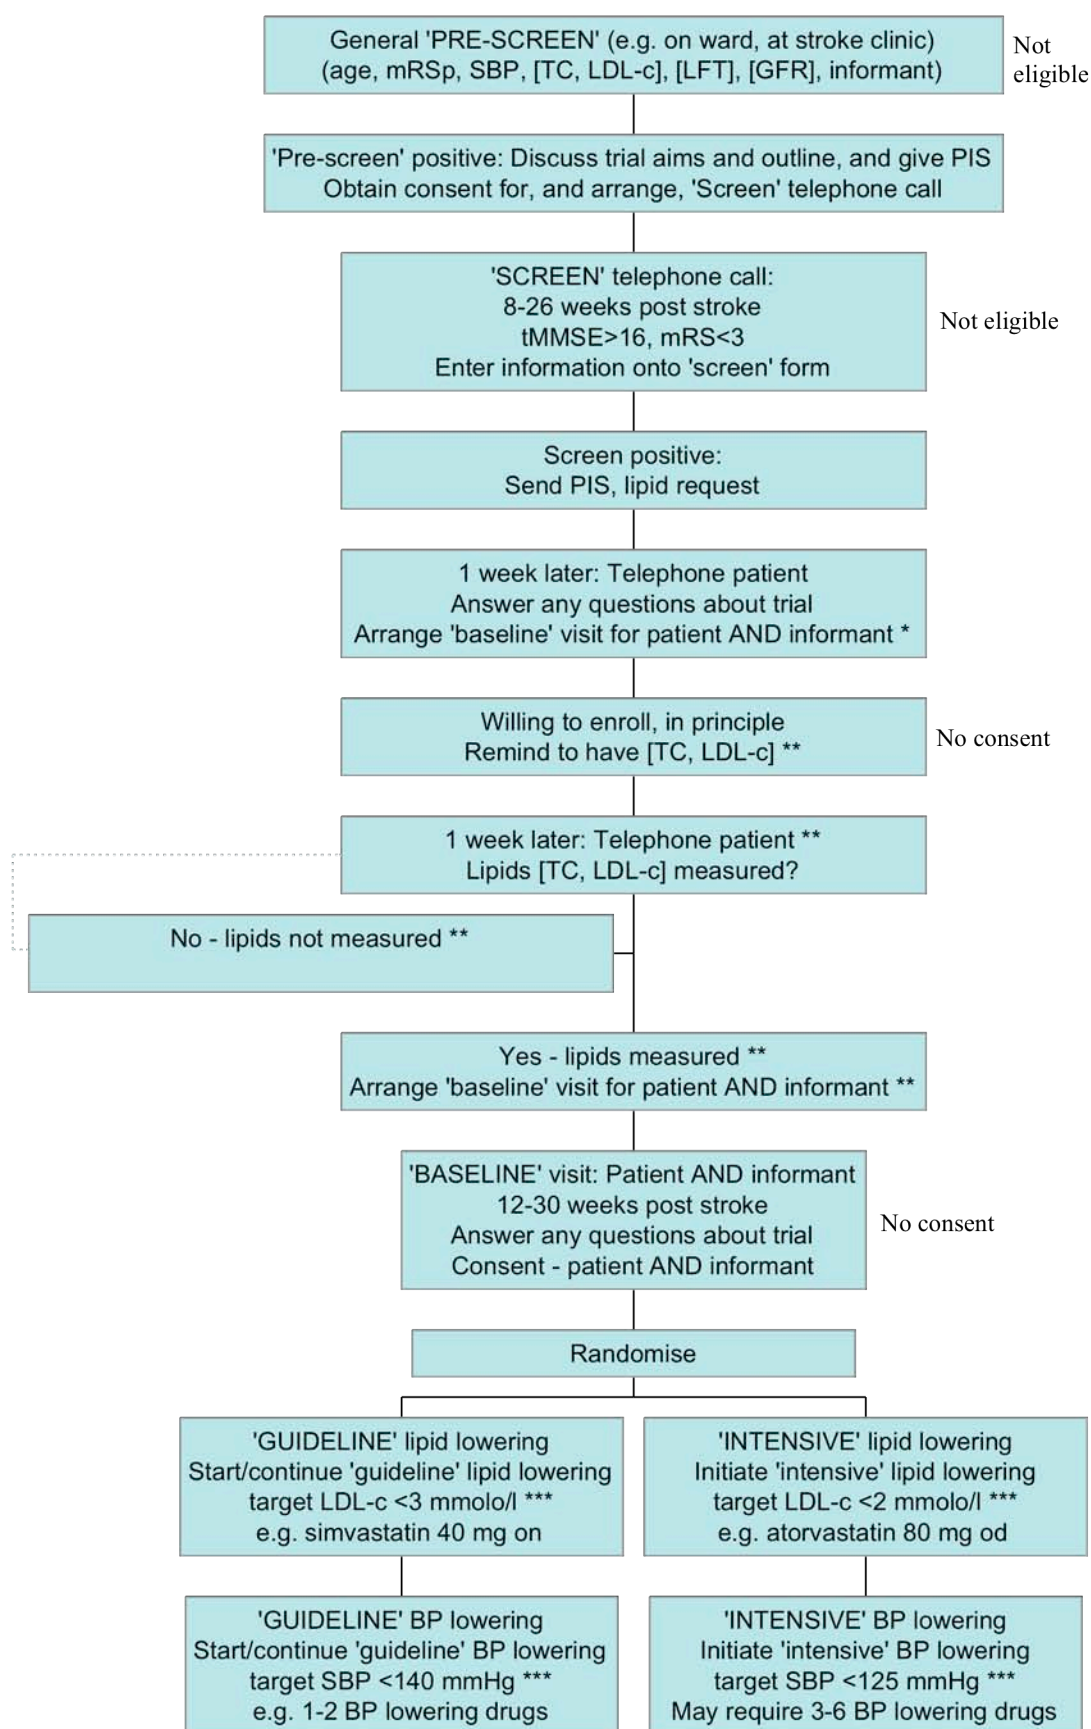 General 'PRE-SCREEN' (e.g. on ward, at stroke clinic)
(age, mRSp, SBP, [TC, LDL-c], [LFT], [GFR], informant)
Not
eligible
'Pre-screen' positive: Discuss trial aims and outline, and give PIS
Obtain consent for, and arrange, 'Screen' telephone call
'SCREEN' telephone call:
8-26 weeks post stroke
tMMSE>16, mRS<3
Enter information onto 'screen' form
Not eligible
Screen positive:
Send PIS, lipid request
1 week later: Telephone patient
Answer any questions about trial
Arrange 'baseline' visit for patient AND informant *
Willing to enroll, in principle
Remind to have [TC, LDL-c] **
No consent
1 week later: Telephone patient **
Lipids [TC, LDL-c] measured?
No - lipids not measured **
Yes - lipids measured **
Arrange 'baseline' visit for patient AND informant **
'BASELINE' visit: Patient AND informant
12-30 weeks post stroke
Answer any questions about trial
Consent - patient AND informant
No consent
Randomise
'GUIDELINE' lipid lowering
Start/continue 'guideline' lipid lowering
target LDL-c <3 mmolo/l ***
e.g. simvastatin 40 mg on
'INTENSIVE' lipid lowering
Initiate 'intensive' lipid lowering
target LDL-c <2 mmolo/l ***
e.g. atorvastatin 80 mg od
'GUIDELINE' BP lowering
Start/continue 'guideline' BP lowering
target SBP <140 mmHg ***
e.g. 1-2 BP lowering drugs
'INTENSIVE' BP lowering
Initiate 'intensive' BP lowering
target SBP <125 mmHg ***
May require 3-6 BP lowering drugs